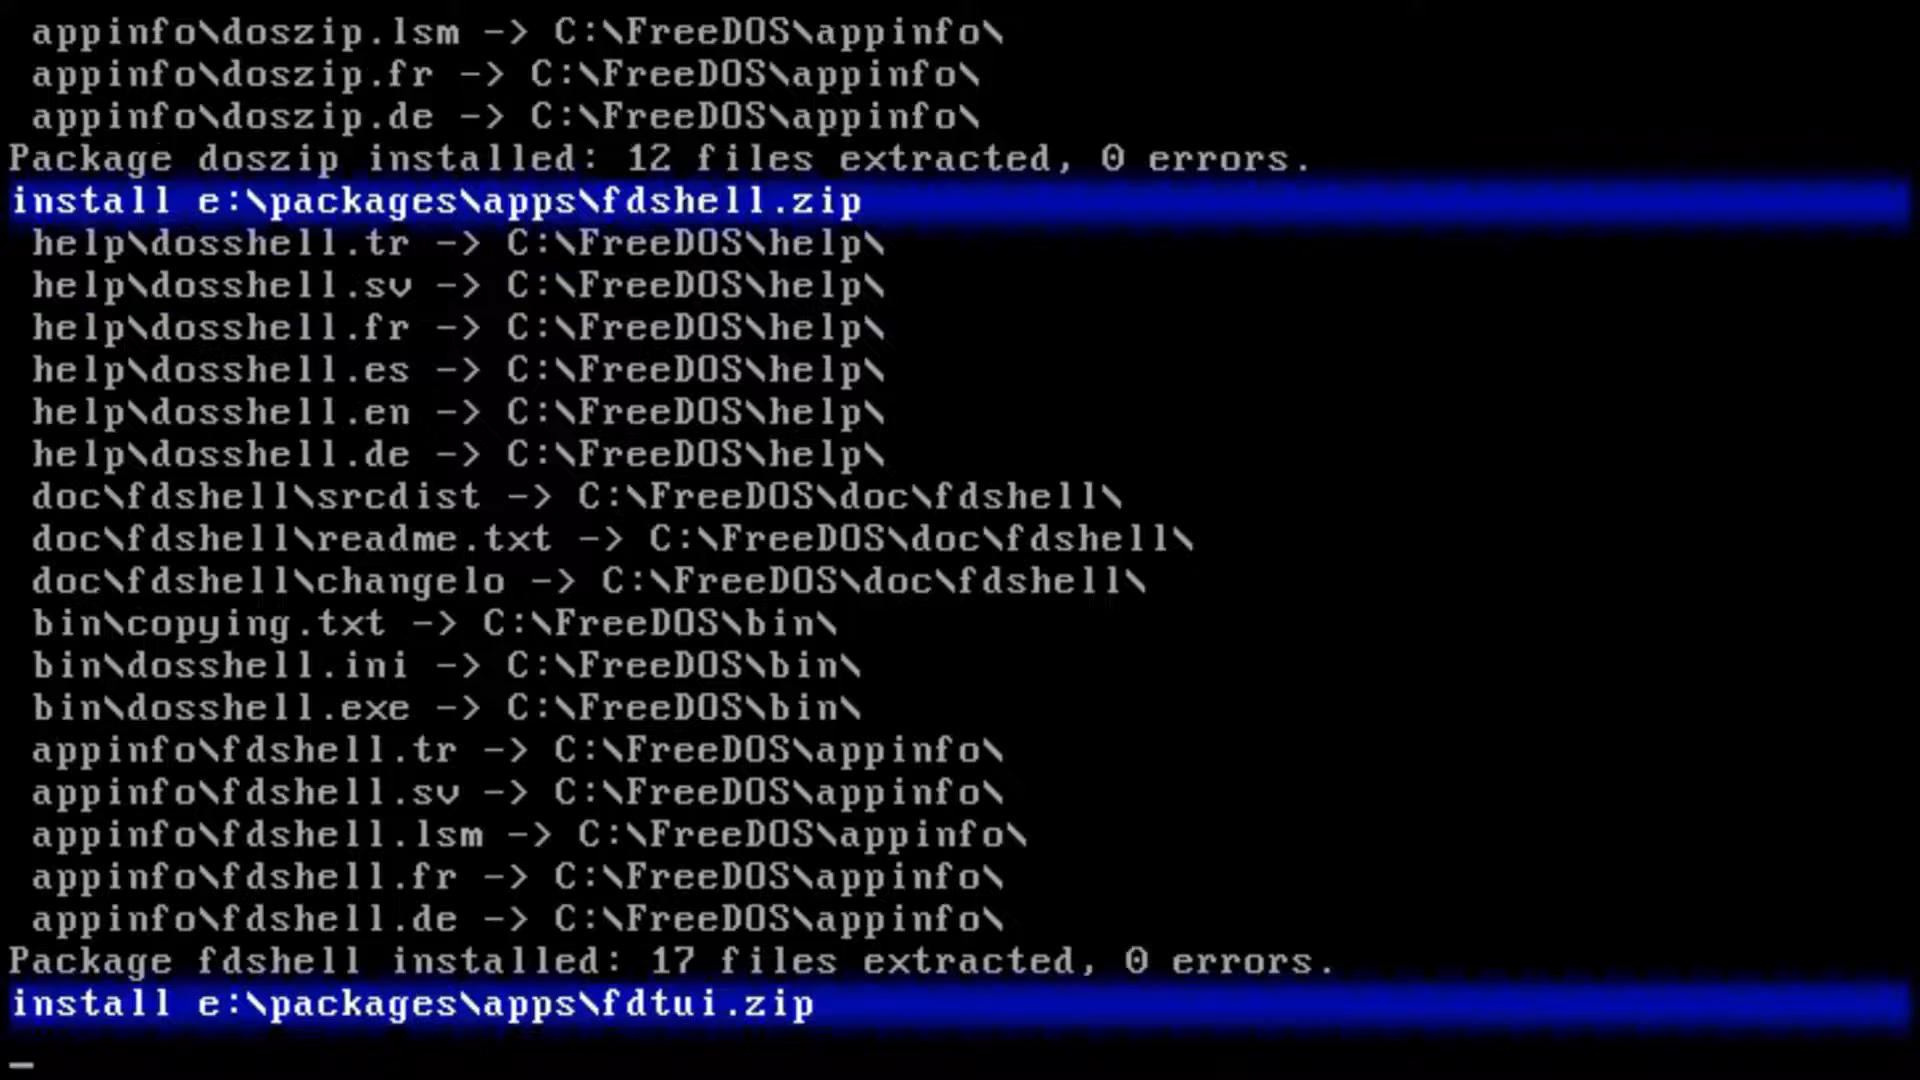 appinfo\doszip.lsm -> C:\FreeDOS\appinfo\
appinfo\doszip.fr -> C:\FreeDOS\appinfo\
appinfo\doszip.de -> C:\FreeDOS\appinfo\
Package doszip installed: 12 files extracted, 0 errors.
install e:\packages\apps\fdshell.zip
help\dosshell.tr -> C:\FreeDOS\help\
help\dosshell.sv -> C:\FreeDOS\help\
help\dosshell.fr -> C:\FreeDOS\help\
help\dosshell.es -> C:\FreeDOS\help\
help\dosshell.en -> C:\FreeDOS\help\
help\dosshell.de -> C:\FreeDOS\help\
doc\fdshell\srcdist -> C:\FreeDOS\doc\fdshell\
doc\fdshell\readme.txt -> C:\FreeDOS\doc\fdshell\
doc\fdshell\changelo -> C:\FreeDOS\doc\fdshell\
bin\copying.txt -> C:\FreeDOS\bin\
bin\dosshell.ini -> C:\FreeDOS\bin\
bin\dosshell.exe -> C:\FreeDOS\bin\
appinfo\fdshell.tr -> C:\FreeDOS\appinfo\
appinfo\fdshell.sv -> C:\FreeDOS\appinfo\
appinfo\fdshell.lsm -> C:\FreeDOS\appinfo\
appinfo\fdshell.fr -> C:\FreeDOS\appinfo\
appinfo\fdshell.de -> C:\FreeDOS\appinfo\
Package fdshell installed: 17 files extracted, 0 errors.
install e:\packages\apps\fdtui.zip